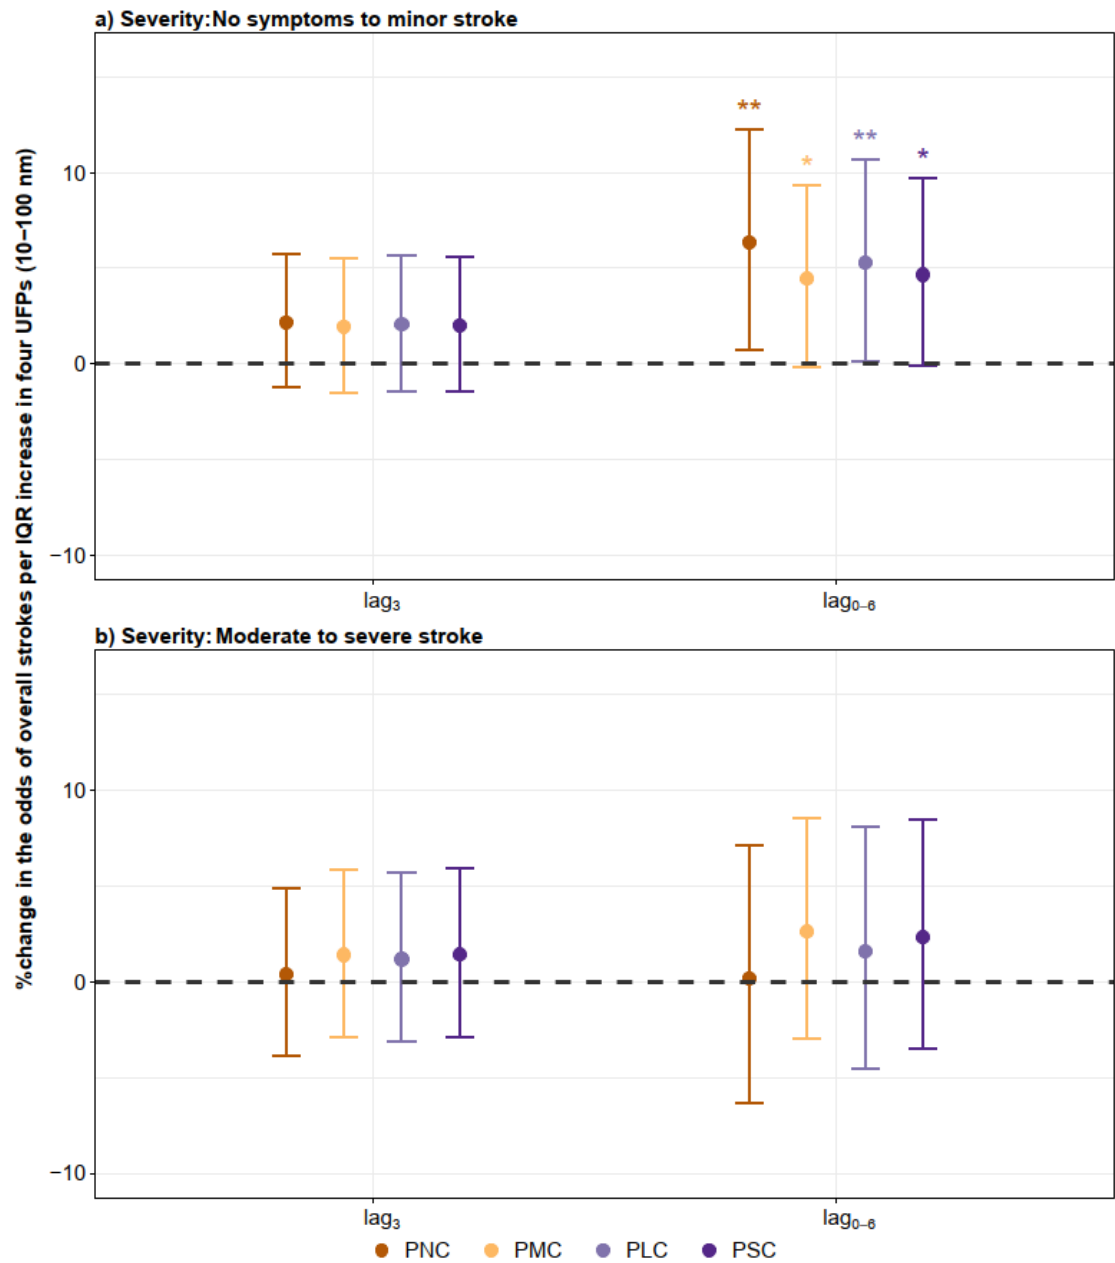 a) Severity:No symptoms to minor stroke
%change in the odds of overall strokes per IQR increase in four UFPs (10−100 nm)
** * ** *
10
0
−10
lag₃ lag₀₋₆
b) Severity: Moderate to severe stroke
10
0
−10
lag₃ lag₀₋₆
PNC PMC PLC PSC